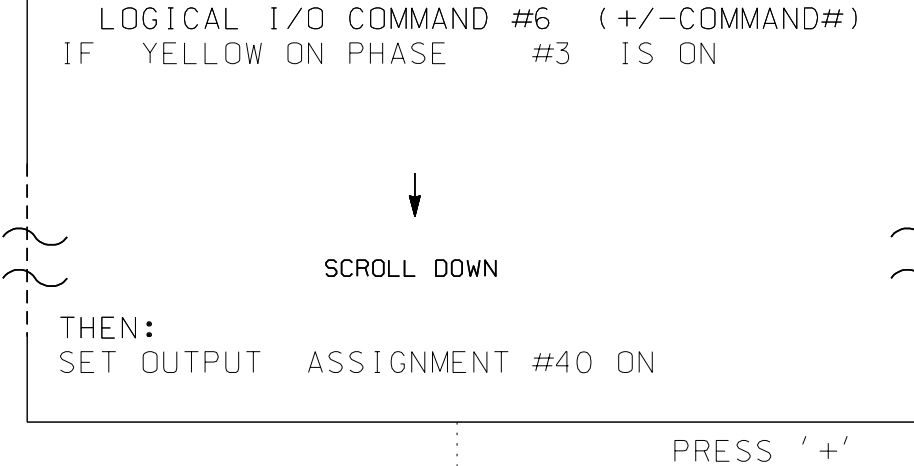 LOGICAL I/O COMMAND #6 (+/-COMMAND#)
IF YELLOW ON PHASE #3 IS ON
SCROLL DOWN
THEN:
SET OUTPUT ASSIGNMENT #40 ON
PRESS '+'